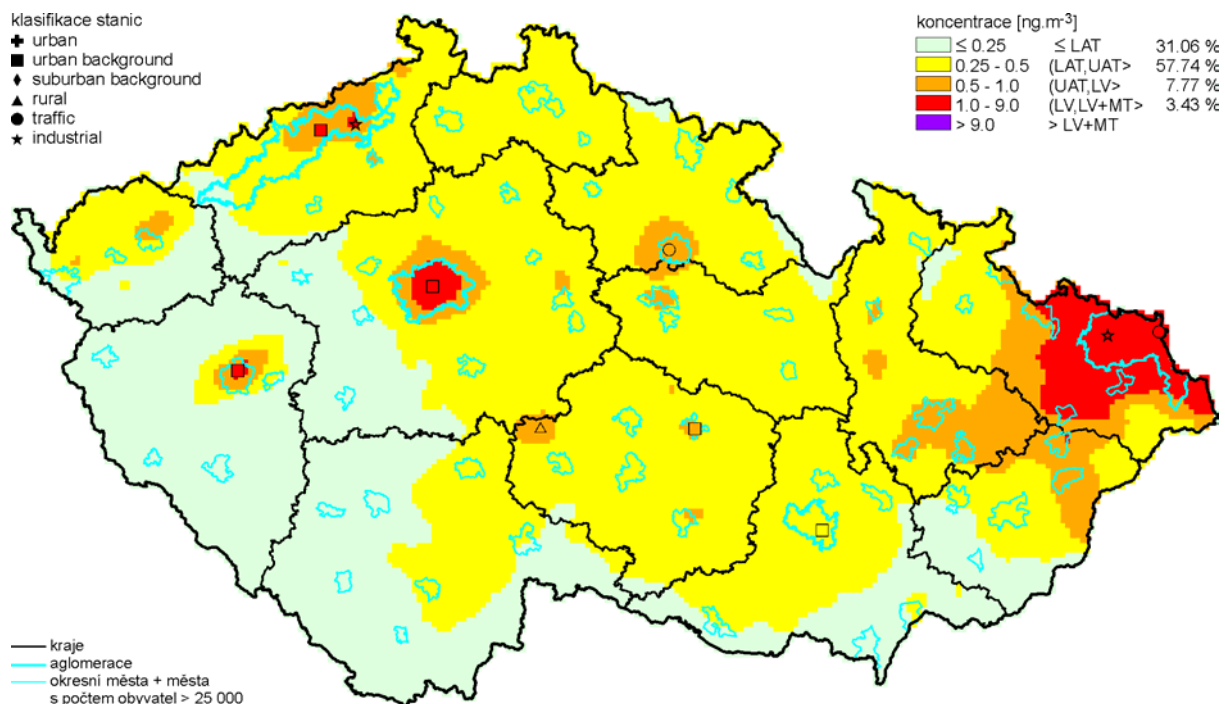 klasifikace stanic
urban
urban background
suburban background
rural
traffic
industrial
koncentrace [ng.m-3]
≤ 0.25 ≤ LAT 31.06 %
0.25 - 0.5 (LAT,UAT> 57.74 %
0.5 - 1.0 (UAT,LV> 7.77 %
1.0 - 9.0 (LV,LV+MT> 3.43 %
> 9.0 > LV+MT
kraje
aglomerace
okresní města + města
s počtem obyvatel > 25 000